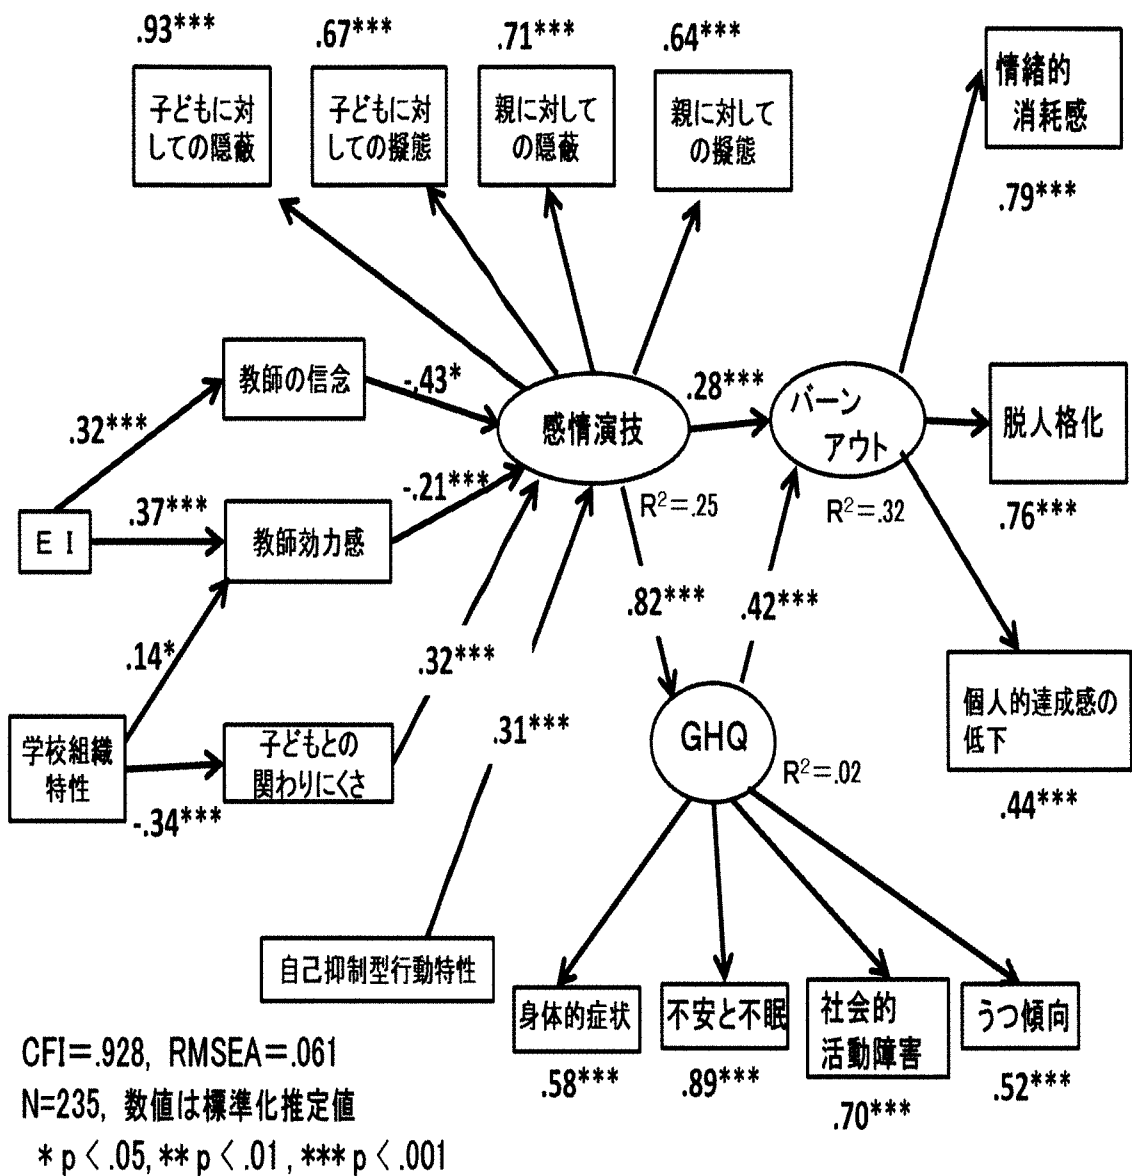 .93***
.67***
.71***
.64***
子どもに対
しての隠蔽
子どもに対
しての擬態
親に対して
の隠蔽
親に対して
の擬態
情緒的
消耗感
.79***
教師の信念
-.43*
.32***
感情演技
.28***
バーン
アウト
脱人格化
.76***
EI
.37***
教師効力感
-.21***
R²=.25
R²=.32
.14*
.32***
.82***
.42***
学校組織
特性
-.34***
子どもとの
関わりにくさ
.31***
GHQ
R²=.02
個人的達成感の
低下
.44***
自己抑制型行動特性
身体的症状
.58***
不安と不眠
.89***
社会的
活動障害
.70***
うつ傾向
.52***
CFI=.928, RMSEA=.061
N=235, 数値は標準化推定値
* p < .05, ** p < .01 , *** p < .001